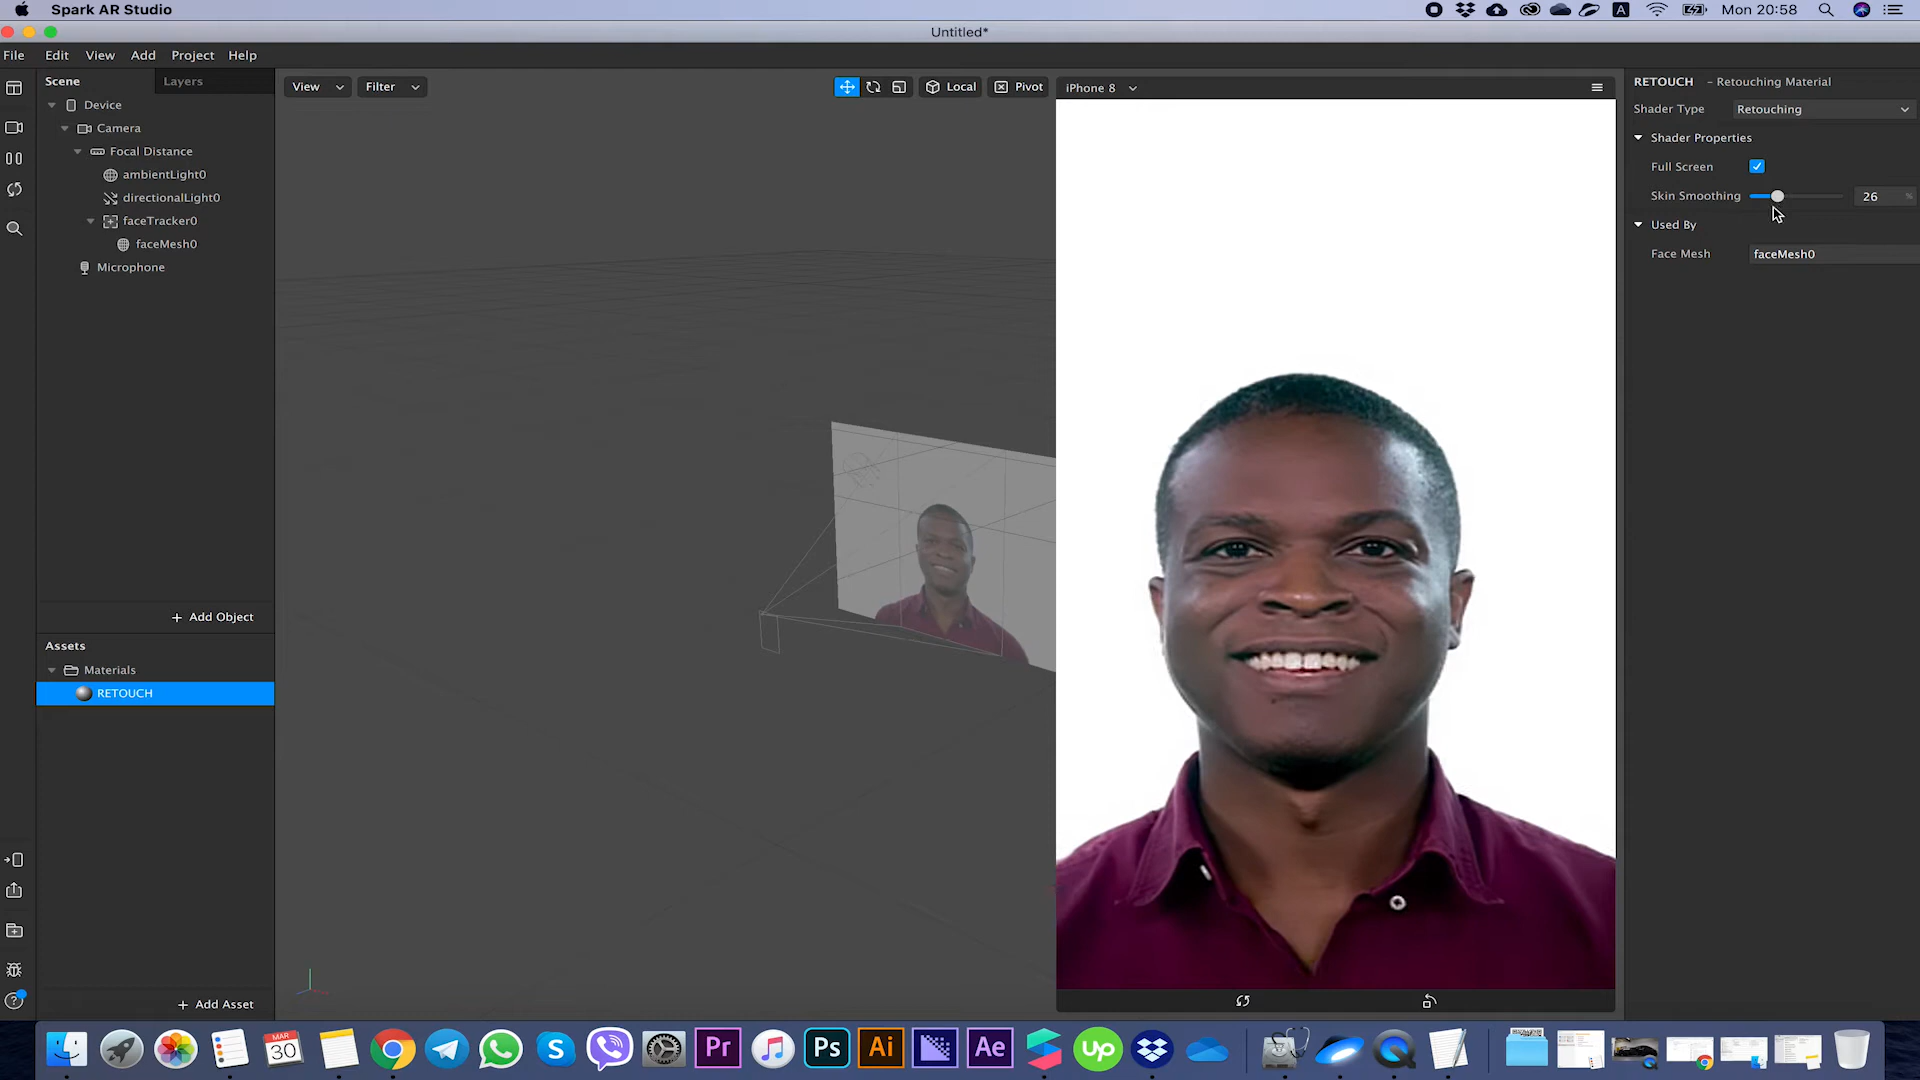 Spark AR Studio
A
Mon 20:58
Untitled*
File Edit View Add Project Help
Scene Layers
Device
Camera
Focal Distance
ambientLight0
directionalLight0
faceTracker0
faceMesh0
Microphone
+ Add Object
Assets
Materials
RETOUCH
+ Add Asset
View Filter Local Pivot
iPhone 8
RETOUCH - Retouching Material
Shader Type Retouching
Shader Properties
Full Screen
Skin Smoothing 26 %
Used By
Face Mesh faceMesh0
MAR
30
Pr
Ps
Ai
Ae
Up